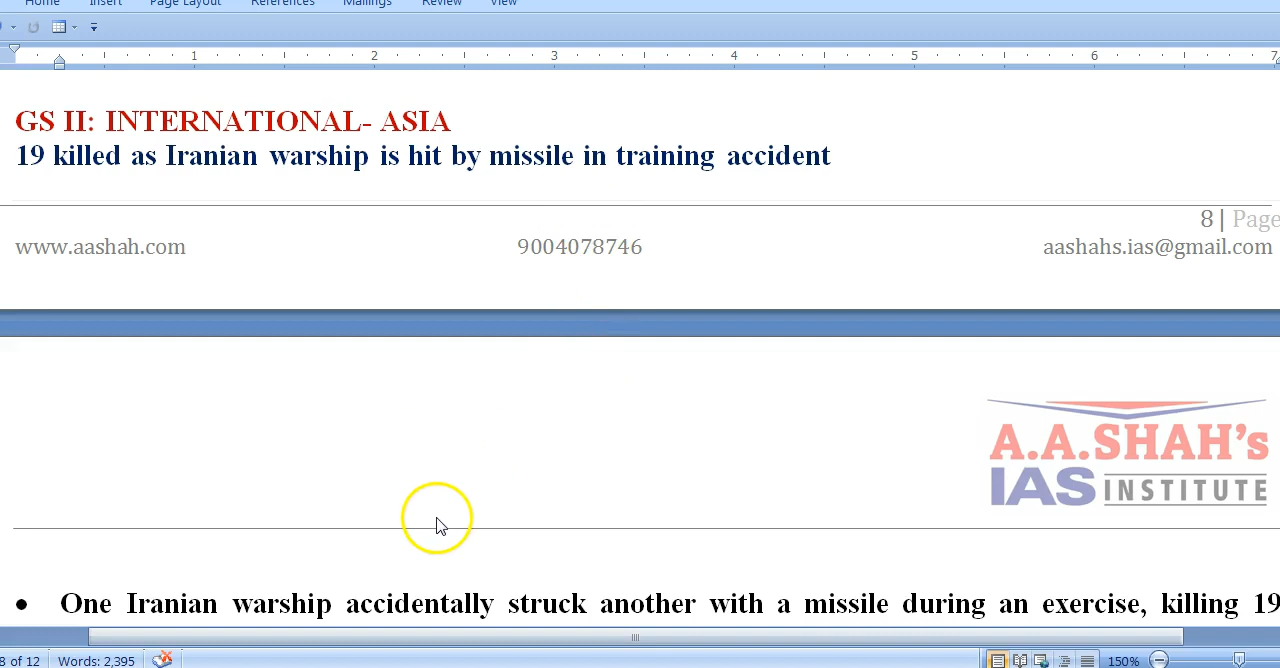 Home Insert Page Layout References Mailings Review View
1 2 3 4 5 6 7
GS II: INTERNATIONAL- ASIA
19 killed as Iranian warship is hit by missile in training accident
8 | Page
www.aashah.com 9004078746 aashahs.ias@gmail.com
A.A.SHAH's
IAS INSTITUTE
• One Iranian warship accidentally struck another with a missile during an exercise, killing 19
8 of 12 Words: 2,395 150%